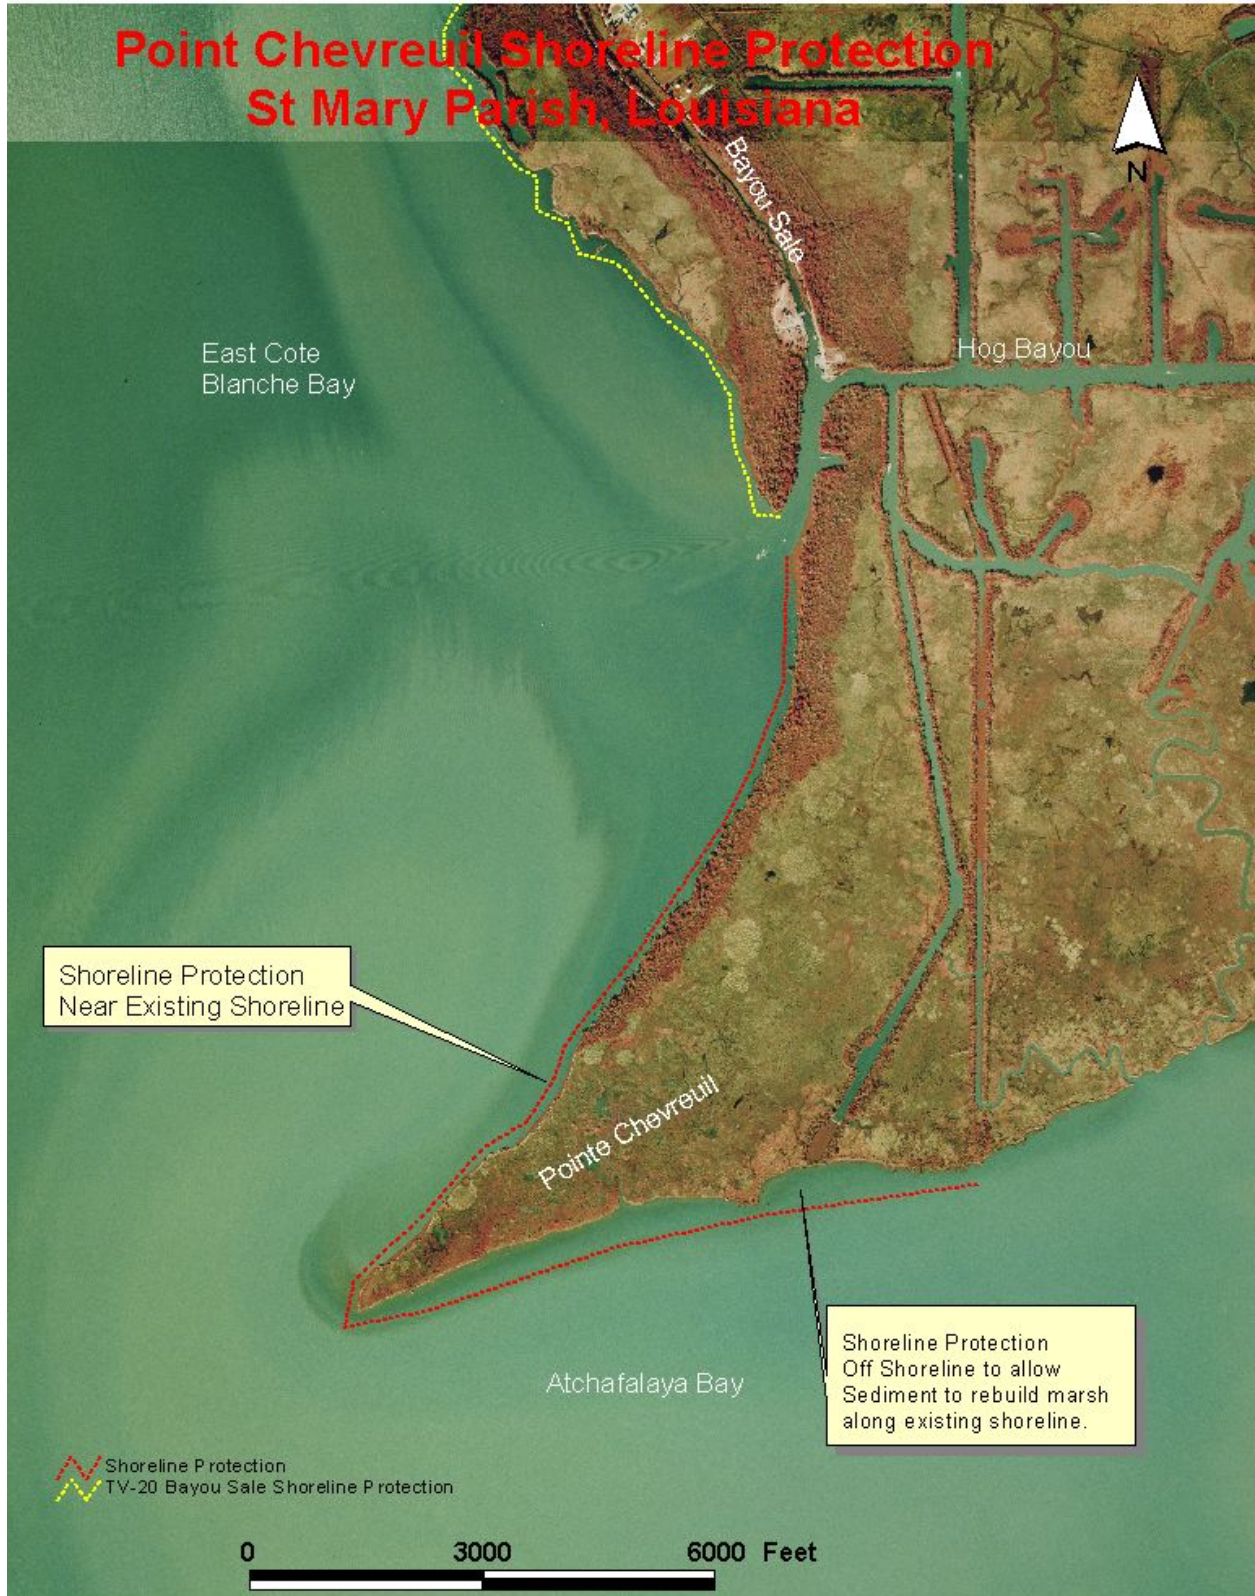 Point Chevreuil Shoreline Protection
St Mary Parish, Louisiana
N
Bayou Sale
East Cote
Blanche Bay
Hog Bayou
Shoreline Protection
Near Existing Shoreline
Pointe Chevreuil
Shoreline Protection
Off Shoreline to allow
Sediment to rebuild marsh
along existing shoreline.
Atchafalaya Bay
Shoreline Protection
TV-20 Bayou Sale Shoreline Protection
0 3000 6000 Feet